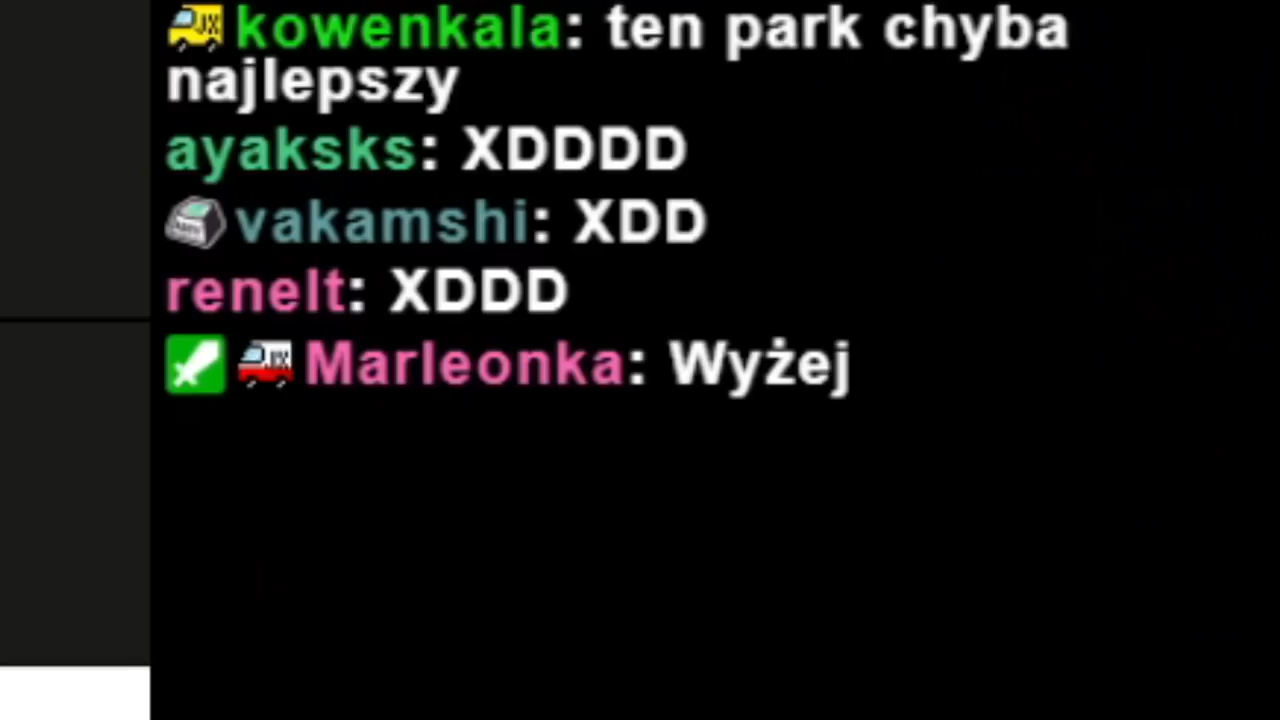 kowenkala: ten park chyba
najlepszy
ayaksks: XDDDD
vakamshi: XDD
renelt: XDDD
Marleonka: Wyżej